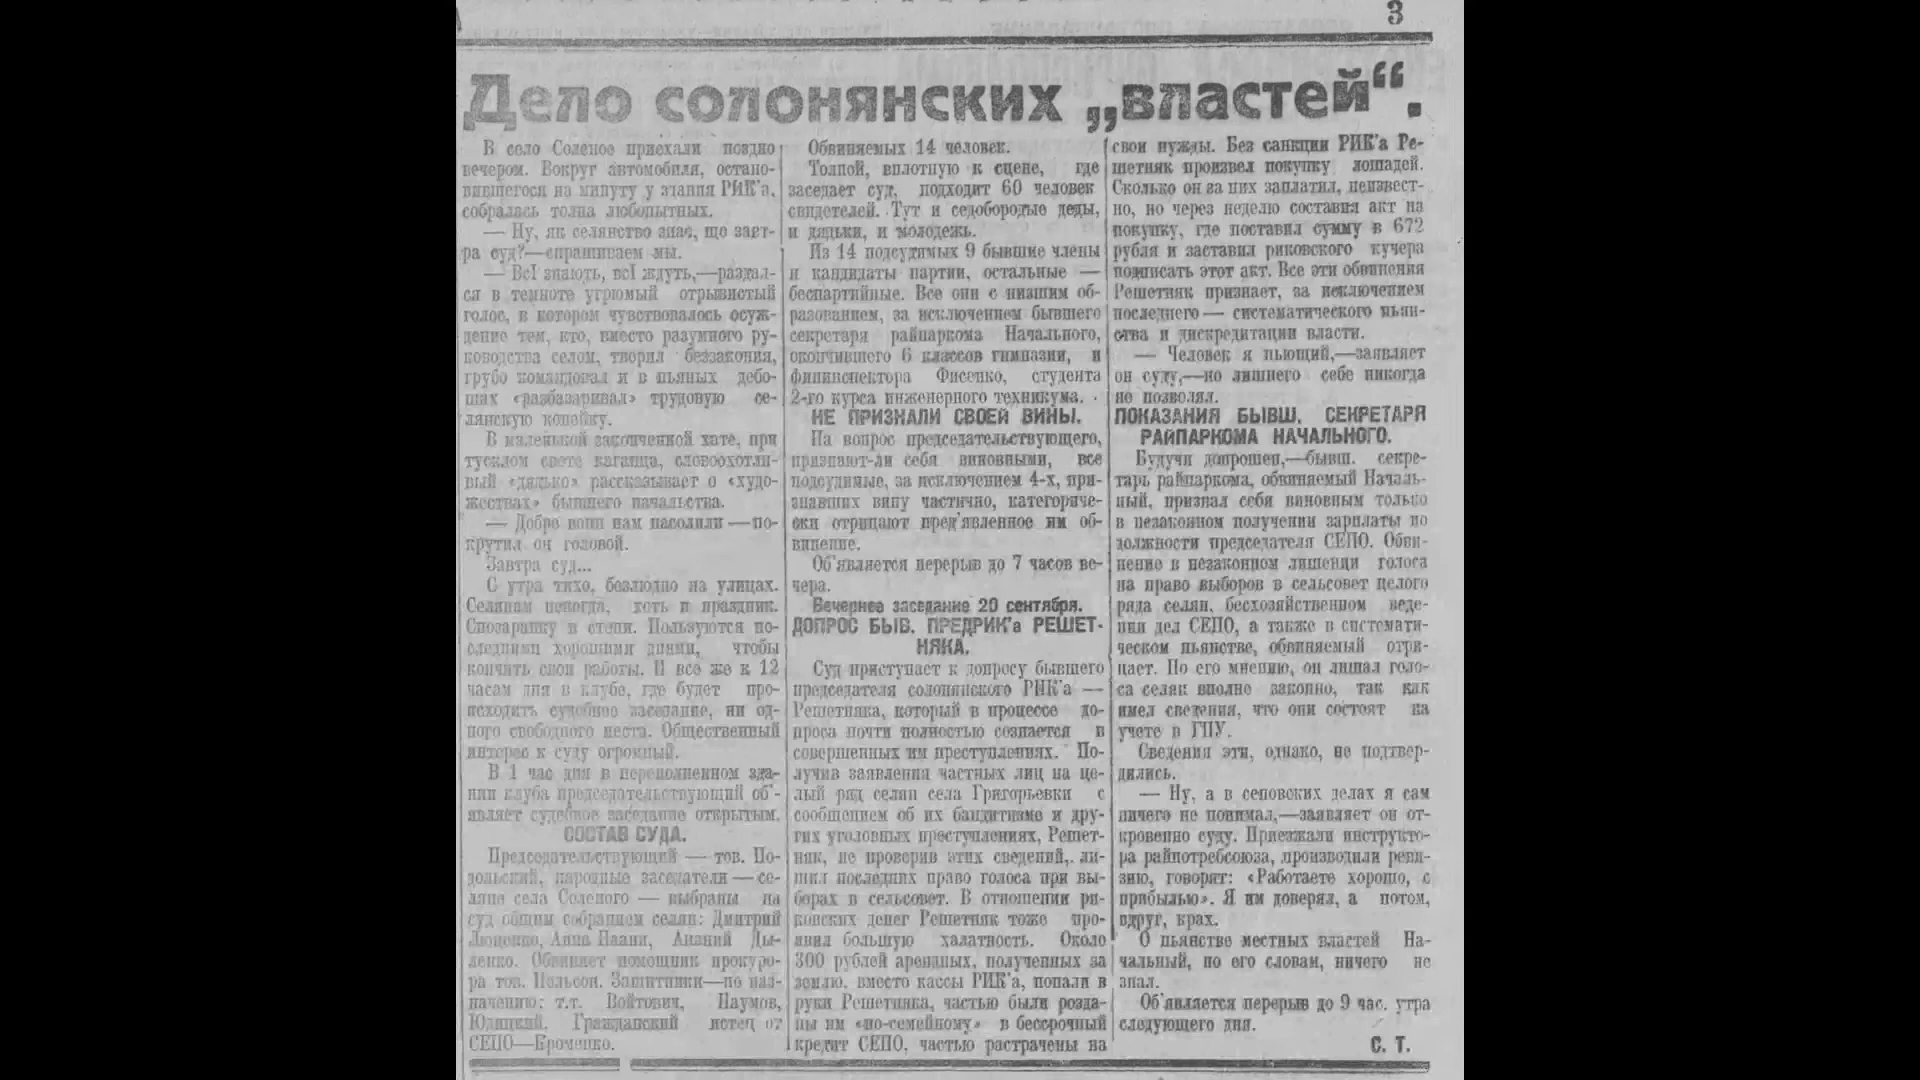 3
Дело солонянских „властей“.
В село Соленое приехали поздно
вечером. Вокруг автомобиля, остано-
вившегося на минуту у здания РИК'а,
собралась толпа любопытных.
— Ну, як селянство знае, що завт-
ра суд?—спрашиваем мы.
— Всі знають, всі ждуть,—раздал-
ся в темноте угрюмый отрывистый
голос, в котором чувствовалось осуж-
дение тем, кто, вместо разумного ру-
ководства селом, творил беззакония,
грубо командовал и в пьяных дебо-
шах «разбазаривал» трудовую се-
лянскую копейку.
В маленькой закопченной хате, при
тусклом свете каганца, словоохотли-
вый «дядько» рассказывает о «худо-
жествах» бывшего начальства.
— Добре вони нам насолили—по-
крутил он головой.
Завтра суд...
С утра тихо, безлюдно на улицах.
Селянам некогда, хоть и праздник.
Спозаранку в степи. Пользуются по-
следними хорошими днями, чтобы
кончить свои работы. И все же к 12
часам дня в клубе, где будет про-
исходить судебное заседание, ни од-
ного свободного места. Общественный
интерес к суду огромный.
В 1 час дня в переполненном зда-
нии клуба председательствующий об'-
являет судебное заседание открытым.
СОСТАВ СУДА.
Председательствующий — тов. По-
дольский, народные заседатели—се-
ляне села Соленого — выбраны на
суд общим собранием селян: Дмитрий
Люценко, Анна Паани, Ананий Ды-
ленко. Обвиняет помощник прокуро-
ра тов. Нельсон. Защитники—по наз-
начению: т.т. Войтович, Наумов,
Юдицкий. Гражданский истец от
СЕПО—Ероченко.
Обвиняемых 14 человек.
Толпой, вплотную к сцене, где
заседает суд, подходит 60 человек
свидетелей. Тут и седобородые деды,
и дядьки, и молодежь.
Из 14 подсудимых 9 бывшие члены
и кандидаты партии, остальные —
беспартийные. Все они с низшим об-
разованием, за исключением бывшего
секретаря райпаркома Начального,
окончившего 6 классов гимназии, и
фининспектора Фисенко, студента
2-го курса инженерного техникума.
НЕ ПРИЗНАЛИ СВОЕЙ ВИНЫ.
На вопрос председательствующего,
признают-ли себя виновными, все
подсудимые, за исключением 4-х, при-
знавших вину частично, категориче-
ски отрицают пред'явленное им об-
винение.
Об'является перерыв до 7 часов ве-
чера.
Вечернее заседание 20 сентября.
ДОПРОС БЫВ. ПРЕДРИК'а РЕШЕТ-
НЯКА.
Суд приступает к допросу бывшего
председателя солонянского РИК'а —
Решетняка, который в процессе до-
проса почти полностью сознается в
совершенных им преступлениях. По-
лучив заявления частных лиц на це-
лый ряд селян села Григорьевки с
сообщением об их бандитизме и дру-
гих уголовных преступлениях, Решет-
няк, не проверив этих сведений, ли-
шил последних право голоса при вы-
борах в сельсовет. В отношении ри-
ковских денег Решетняк тоже про-
явил большую халатность. Около
300 рублей арендных, полученных за
землю, вместо кассы РИК'а, попали в
руки Решетняка, частью были розда-
ны им «по-семейному» в бессрочный
кредит СЕПО, частью растрачены на
свои нужды. Без санкции РИК'а Ре-
шетняк произвел покупку лошадей.
Сколько он за них заплатил, неизвест-
но, но через неделю составил акт на
покупку, где поставил сумму в 672
рубля и заставил риковского кучера
подписать этот акт. Все эти обвинения
Решетняк признает, за исключением
последнего — систематического пьян-
ства и дискредитации власти.
— Человек я пьющий,—заявляет
он суду,—но лишнего себе никогда
не позволял.
ПОКАЗАНИЯ БЫВШ. СЕКРЕТАРЯ
РАЙПАРКОМА НАЧАЛЬНОГО.
Будучи допрошен,—бывш. секре-
тарь райпаркома, обвиняемый Началь-
ный, признал себя виновным только
в незаконном получении зарплаты по
должности председателя СЕПО. Обви-
нение в незаконном лишении голоса
на право выборов в сельсовет целого
ряда селян, бесхозяйственном веде-
нии дел СЕПО, а также в системати-
ческом пьянстве, обвиняемый отри-
цает. По его мнению, он лишал голо-
са селян вполне законно, так как
имел сведения, что они состоят на
учете в ГПУ.
Сведения эти, однако, не подтвер-
дились.
— Ну, а в сеповских делах я сам
ничего не понимал,—заявляет он от-
кровенно суду. Приезжали инструкто-
ра райпотребсоюза, производили реви-
зию, говорят: «Работаете хорошо, с
прибылью». Я им доверял, а потом,
вдруг, крах.
О пьянстве местных властей На-
чальный, по его словам, ничего не
знал.
Об'является перерыв до 9 час. утра
следующего дня.
С. Т.